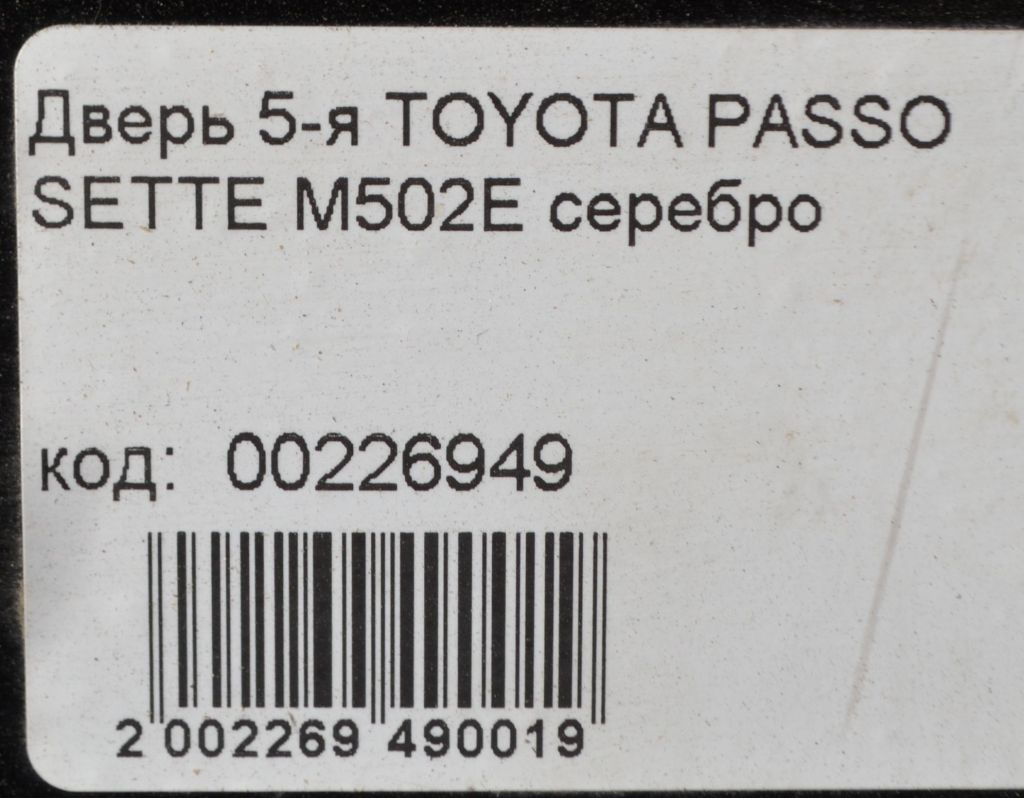 Дверь 5-я TOYOTA PASSO
SETTE M502E серебро
код: 00226949
2 002269 490019